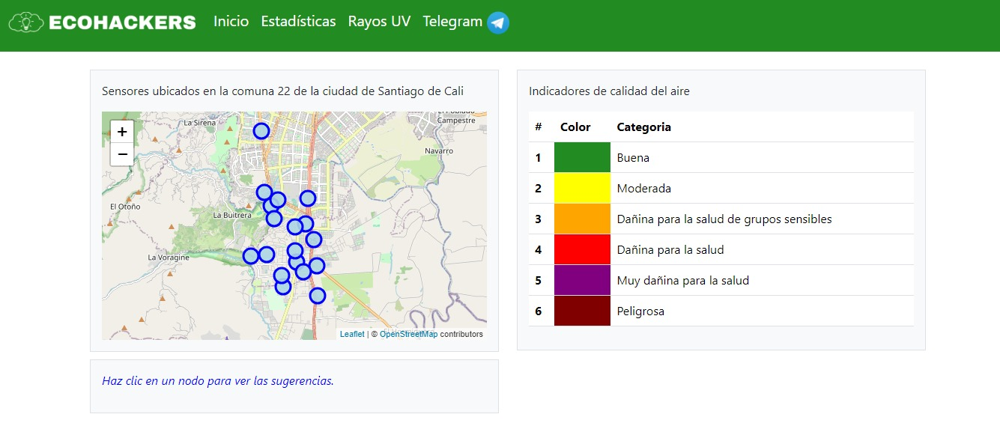 ECOHACKERS Inicio Estadísticas Rayos UV Telegram
Sensores ubicados en la comuna 22 de la ciudad de Santiago de Cali
La Sirena
Campestre
+
−
Navarro
El Otoño
La Buitrera
La Voragine
Leaflet | © OpenStreetMap contributors
Haz clic en un nodo para ver las sugerencias.
Indicadores de calidad del aire
# Color Categoria
1 Buena
2 Moderada
3 Dañina para la salud de grupos sensibles
4 Dañina para la salud
5 Muy dañina para la salud
6 Peligrosa